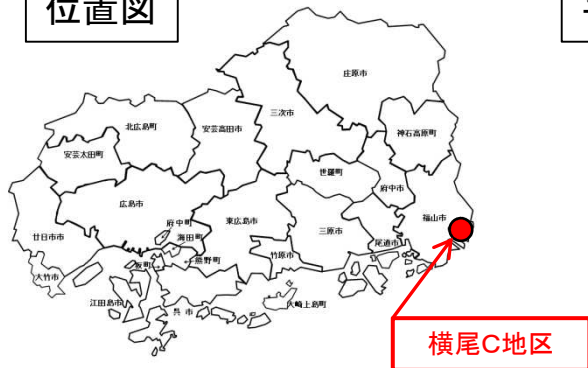 位置図
庄原市
北広島町
安芸高田市
三次市
神石高原町
安芸太田町
世羅町
府中市
広島市
府中町
東広島市
三原市
福山市
廿日市市
海田町
尾道市
坂町
熊野町
竹原市
大竹市
江田島市
呉市
大崎上島町
横尾C地区